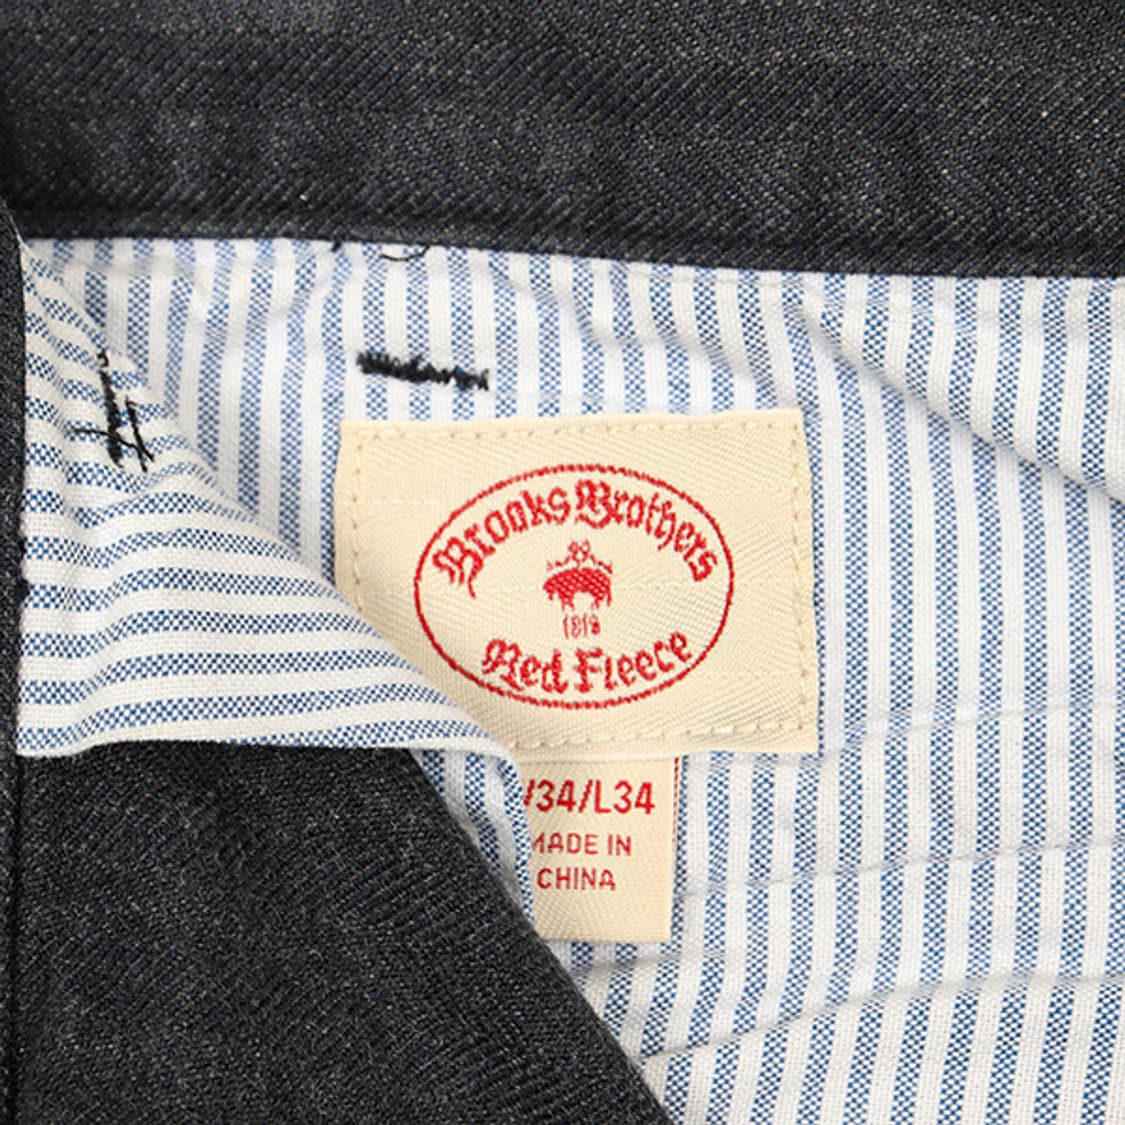 Brooks Brothers
1818
Red Fleece
/34/L34
MADE IN
CHINA